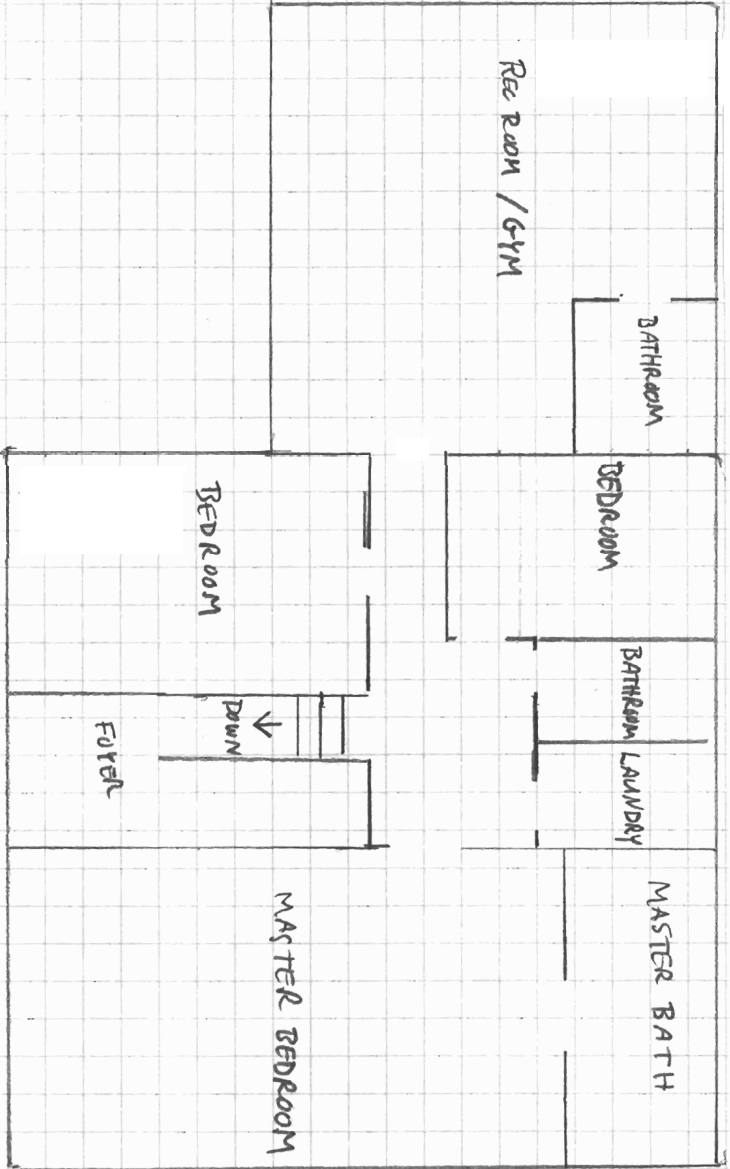 REC ROOM / GYM
BATHROOM
BEDROOM
BATHROOM
LAUNDRY
MASTER BATH
BEDROOM
DOWN
FOYER
MASTER BEDROOM